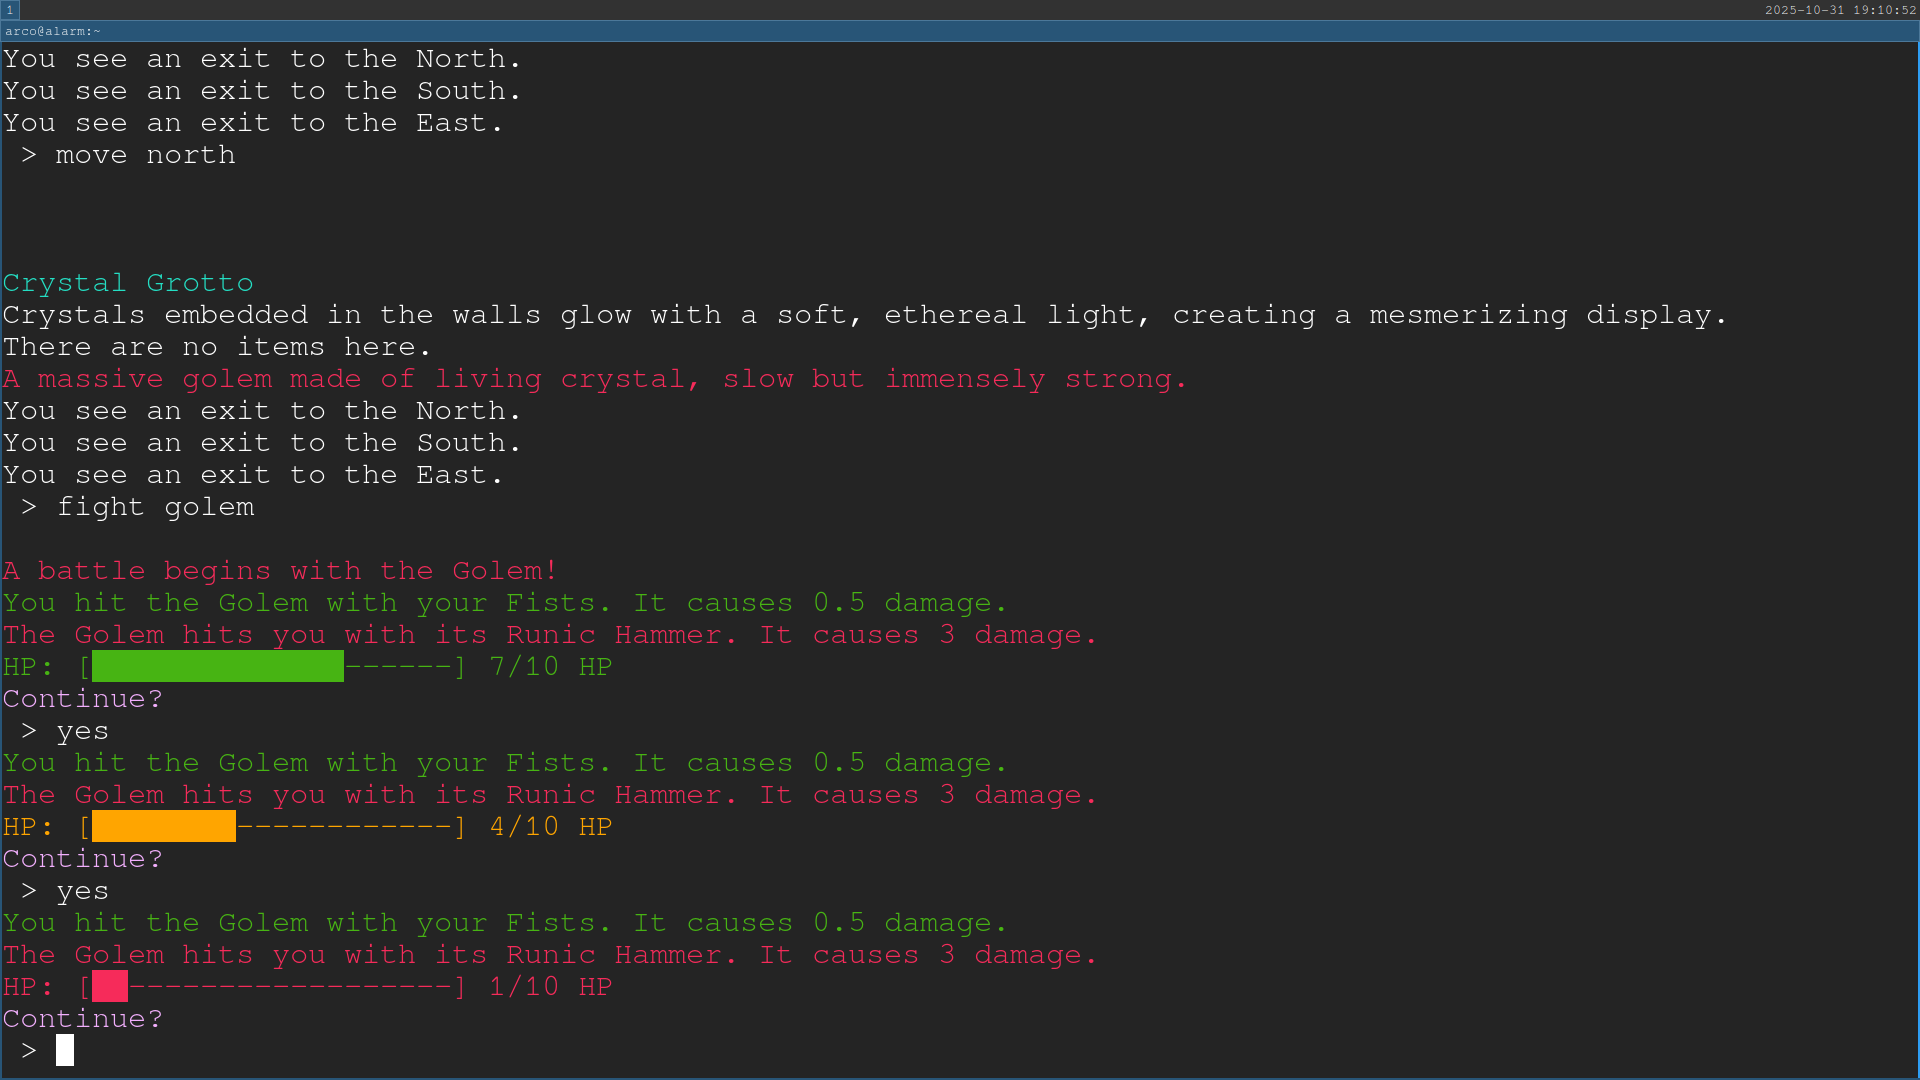 1
2025-10-31 19:10:52
arco@alarm:~
You see an exit to the North.
You see an exit to the South.
You see an exit to the East.
 > move north
Crystal Grotto
Crystals embedded in the walls glow with a soft, ethereal light, creating a mesmerizing display.
There are no items here.
A massive golem made of living crystal, slow but immensely strong.
You see an exit to the North.
You see an exit to the South.
You see an exit to the East.
 > fight golem
A battle begins with the Golem!
You hit the Golem with your Fists. It causes 0.5 damage.
The Golem hits you with its Runic Hammer. It causes 3 damage.
HP: [██████████████------] 7/10 HP
Continue?
 > yes
You hit the Golem with your Fists. It causes 0.5 damage.
The Golem hits you with its Runic Hammer. It causes 3 damage.
HP: [████████------------] 4/10 HP
Continue?
 > yes
You hit the Golem with your Fists. It causes 0.5 damage.
The Golem hits you with its Runic Hammer. It causes 3 damage.
HP: [██------------------] 1/10 HP
Continue?
 >